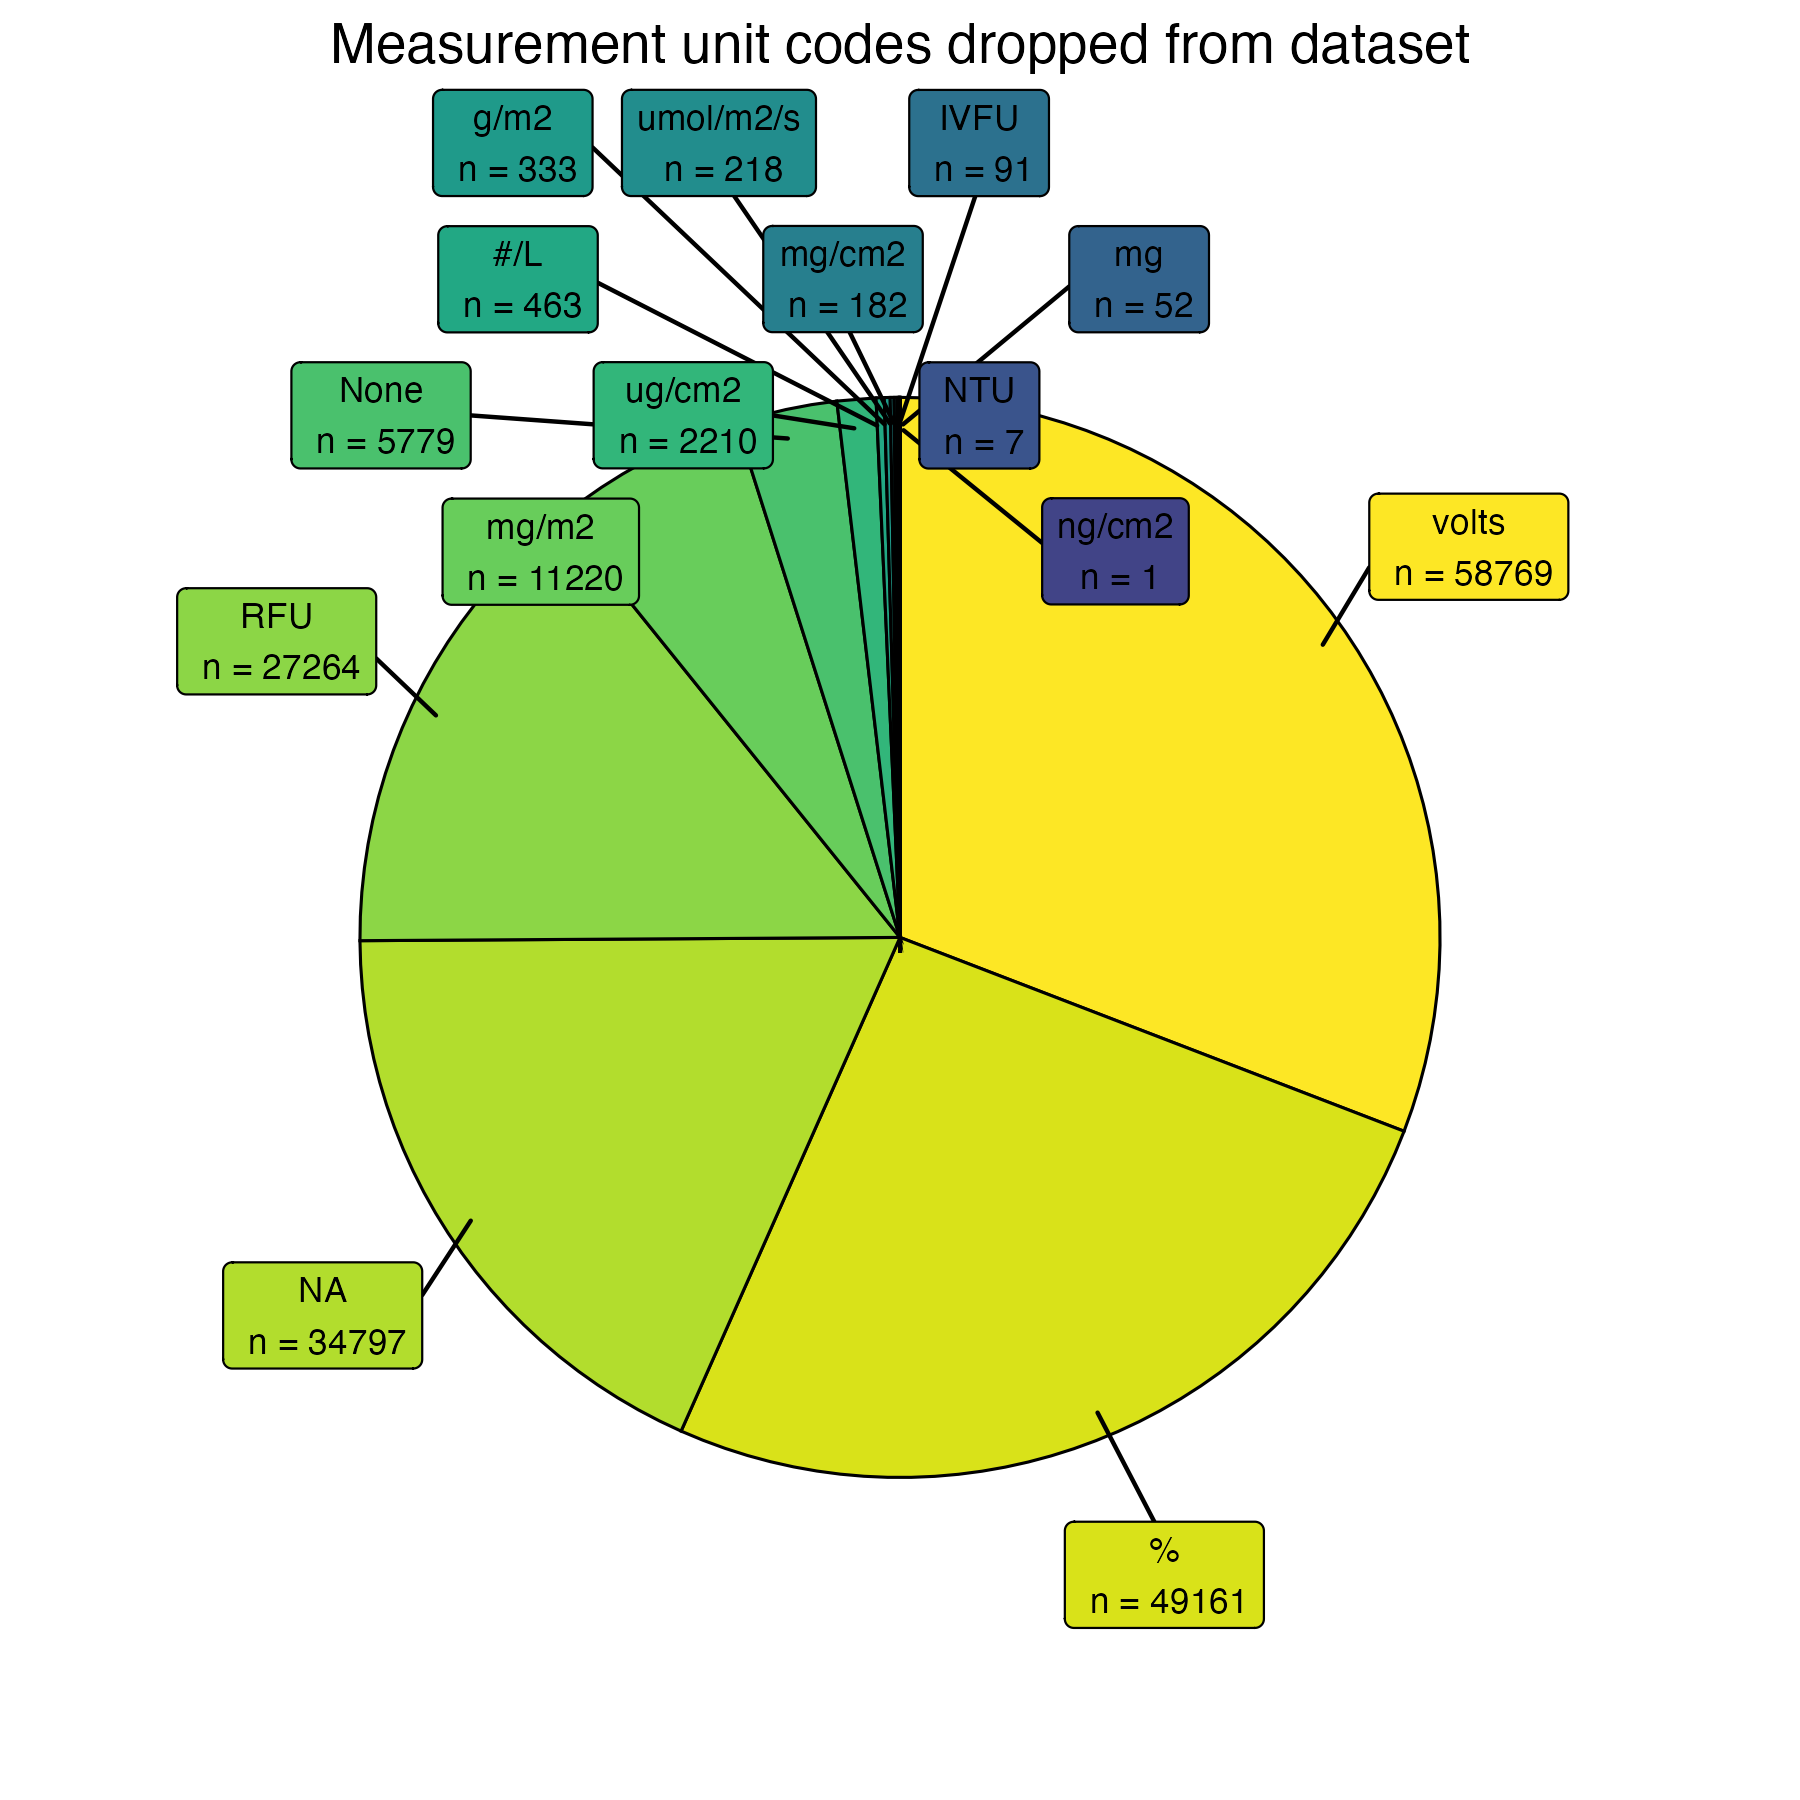 Measurement unit codes dropped from dataset
g/m2
n = 333
umol/m2/s
n = 218
IVFU
n = 91
#/L
n = 463
mg/cm2
n = 182
mg
n = 52
None
n = 5779
ug/cm2
n = 2210
NTU
n = 7
mg/m2
n = 11220
ng/cm2
n = 1
volts
n = 58769
RFU
n = 27264
NA
n = 34797
%
n = 49161